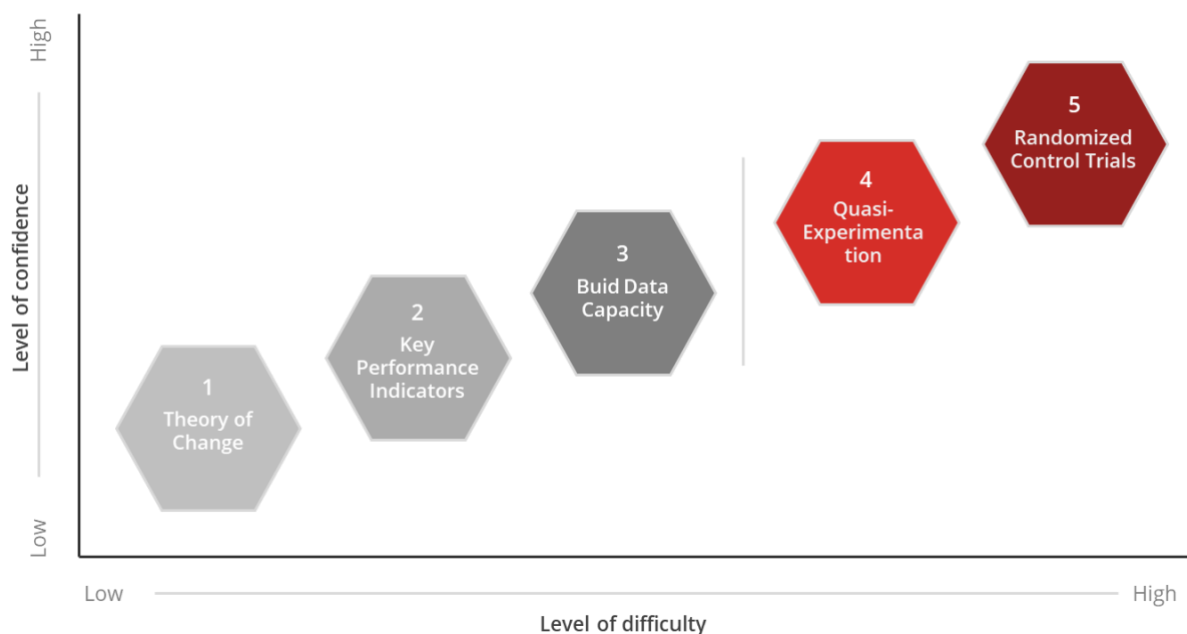 High
Level of confidence
Low
1
Theory of
Change
2
Key
Performance
Indicators
3
Buid Data
Capacity
4
Quasi-
Experimenta
tion
5
Randomized
Control Trials
Low
High
Level of difficulty